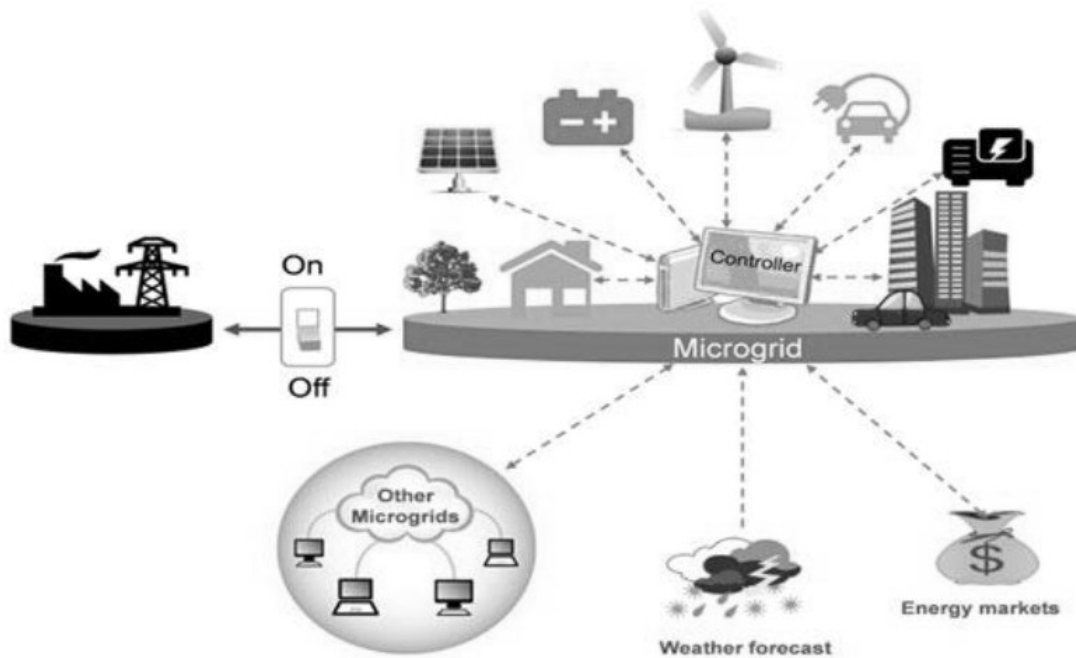 On
Off
Controller
Microgrid
Other
Microgrids
Weather forecast
Energy markets
$